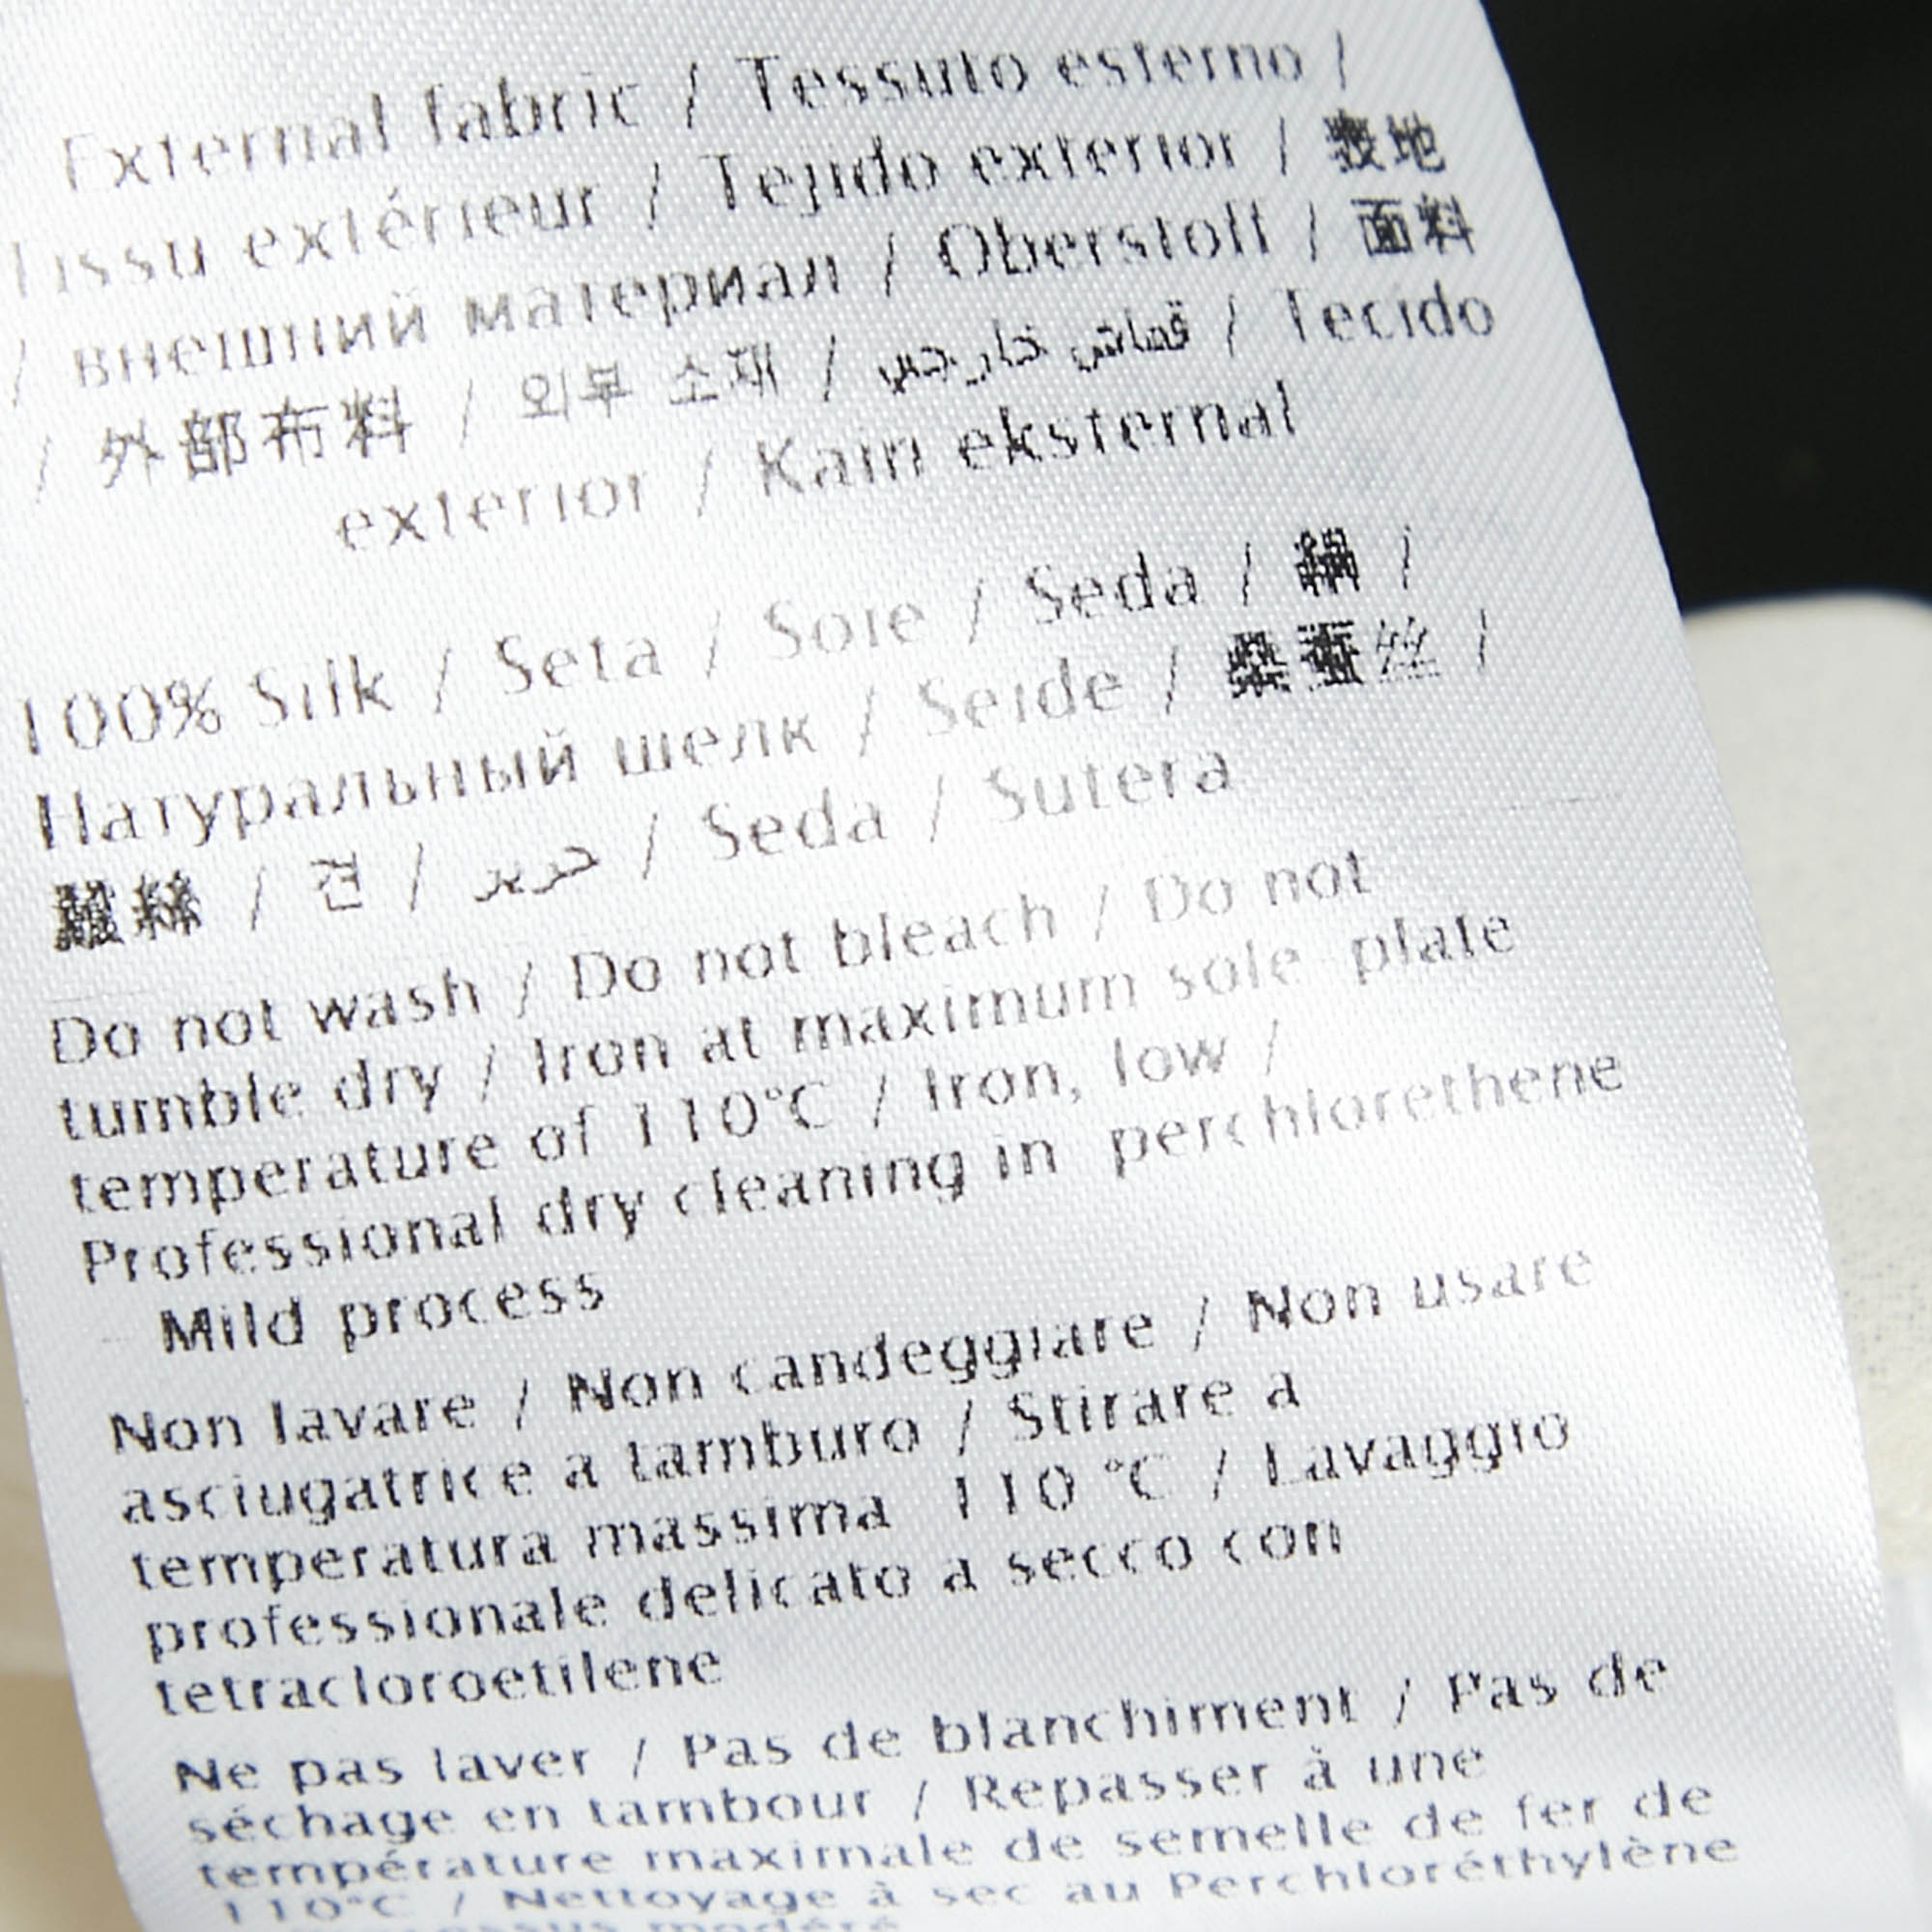 External fabric / Tessuto esterno /
Tissu extérieur / Tejido exterior / 表地
/ внешний материал / Oberstoff / 面料
/ 外部布料 / 외부 소재 / قماش خارجي / Tecido
exterior / Kain eksternal
100% Silk / Seta / Soie / Seda / 絹 /
Натуральный шелк / Seide / 桑蚕丝 /
蠶絲 / 견 / حرير / Seda / Sutera
Do not wash / Do not bleach / Do not
tumble dry / Iron at maximum sole-plate
temperature of 110°C / Iron, low /
Professional dry cleaning in perchlorethene
- Mild process
Non lavare / Non candeggiare / Non usare
asciugatrice a tamburo / Stirare a
temperatura massima 110 °C / Lavaggio
professionale delicato a secco con
tetracloroetilene
Ne pas laver / Pas de blanchiment / Pas de
séchage en tambour / Repasser à une
température maximale de semelle de fer de
110°C / Nettoyage à sec au Perchloréthylène
modéré